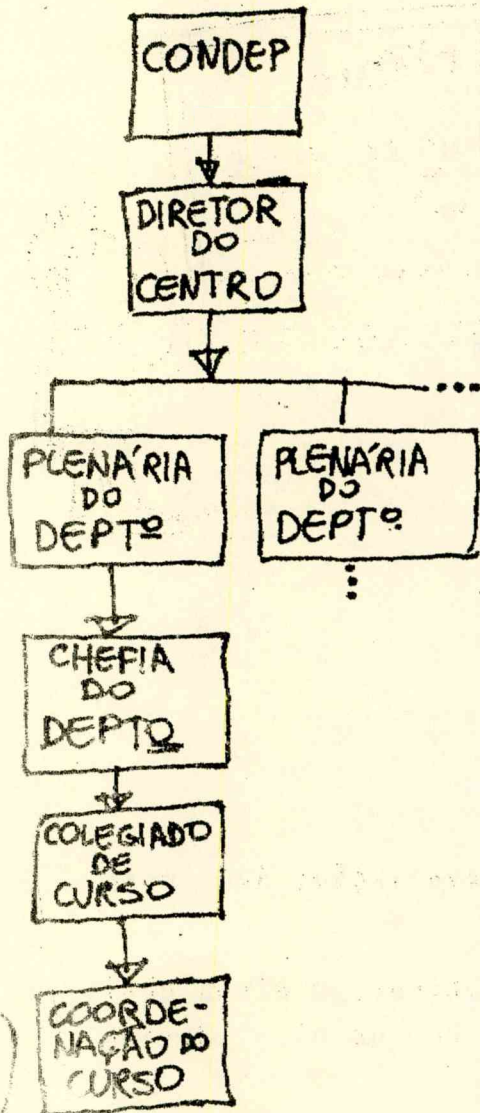 CONDEP
DIRETOR
DO
CENTRO
PLENÁRIA
DO
DEPTº
PLENÁRIA
DO
DEPTº
CHEFIA
DO
DEPTº
COLEGIADO
DE
CURSO
COORDE-
NAÇÃO DO
CURSO